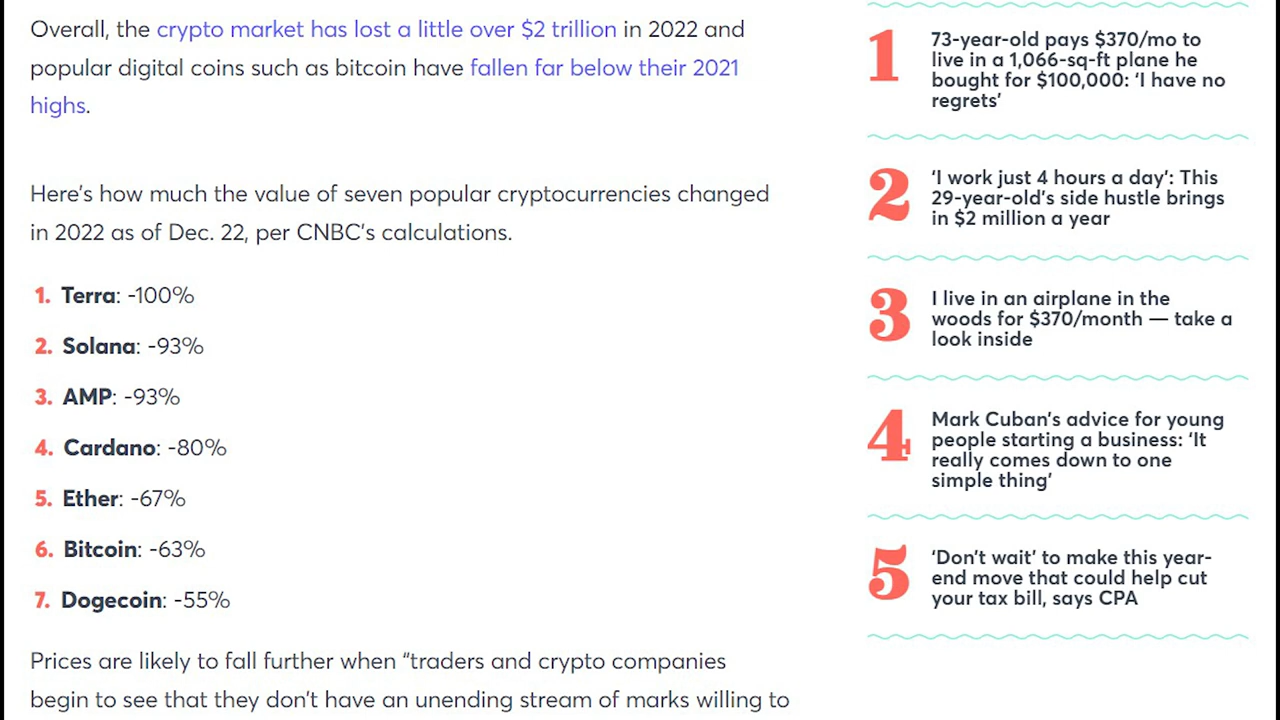 Overall, the crypto market has lost a little over $2 trillion in 2022 and
popular digital coins such as bitcoin have fallen far below their 2021
highs.
Here's how much the value of seven popular cryptocurrencies changed
in 2022 as of Dec. 22, per CNBC's calculations.
1. Terra: -100%
2. Solana: -93%
3. AMP: -93%
4. Cardano: -80%
5. Ether: -67%
6. Bitcoin: -63%
7. Dogecoin: -55%
Prices are likely to fall further when “traders and crypto companies
begin to see that they don't have an unending stream of marks willing to
1
73-year-old pays $370/mo to
live in a 1,066-sq-ft plane he
bought for $100,000: ‘I have no
regrets’
2
‘I work just 4 hours a day’: This
29-year-old's side hustle brings
in $2 million a year
3
I live in an airplane in the
woods for $370/month — take a
look inside
4
Mark Cuban's advice for young
people starting a business: ‘It
really comes down to one
simple thing’
5
‘Don't wait’ to make this year-
end move that could help cut
your tax bill, says CPA